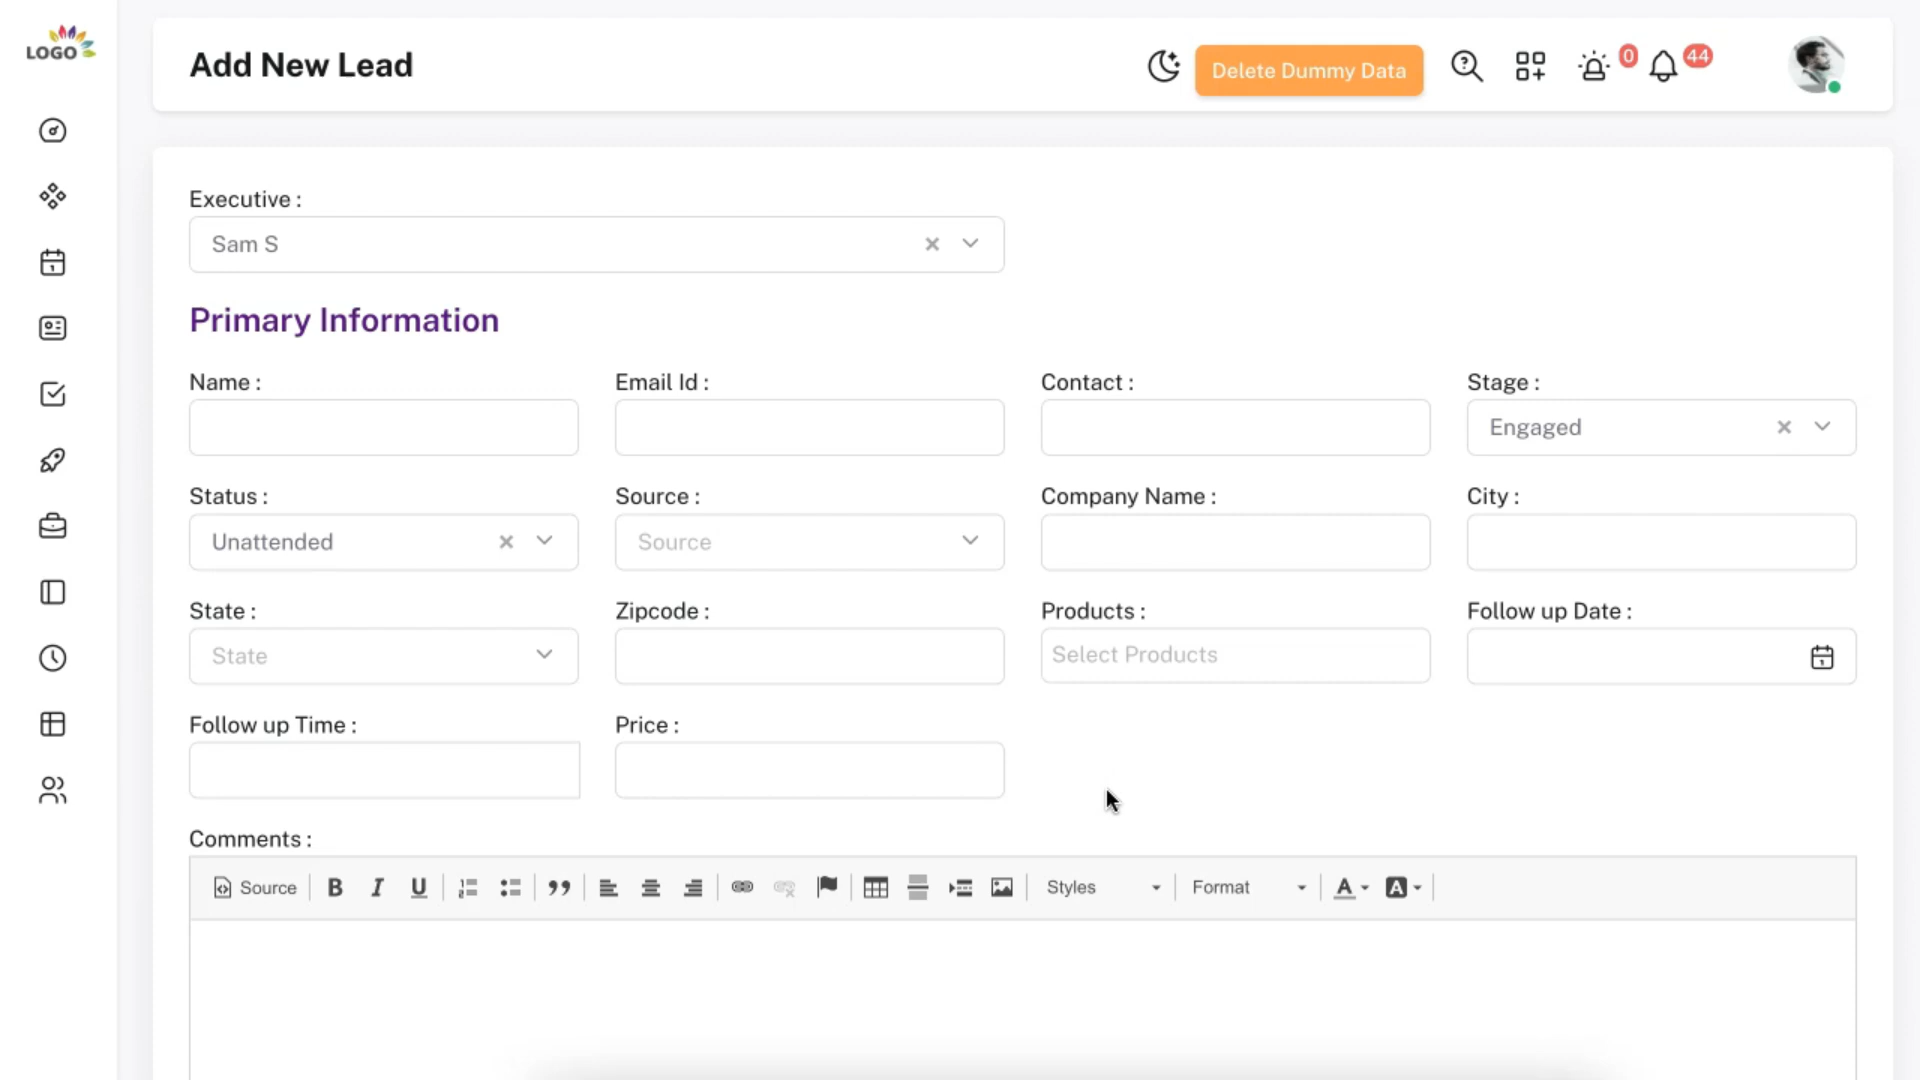 LOGO
Add New Lead
Delete Dummy Data
0
44
Executive :
Sam S
Primary Information
Name :
Email Id :
Contact :
Stage :
Engaged
Status :
Source :
Company Name :
City :
Unattended
Source
State :
Zipcode :
Products :
Follow up Date :
State
Select Products
Follow up Time :
Price :
Comments :
Source B I U Styles Format A A